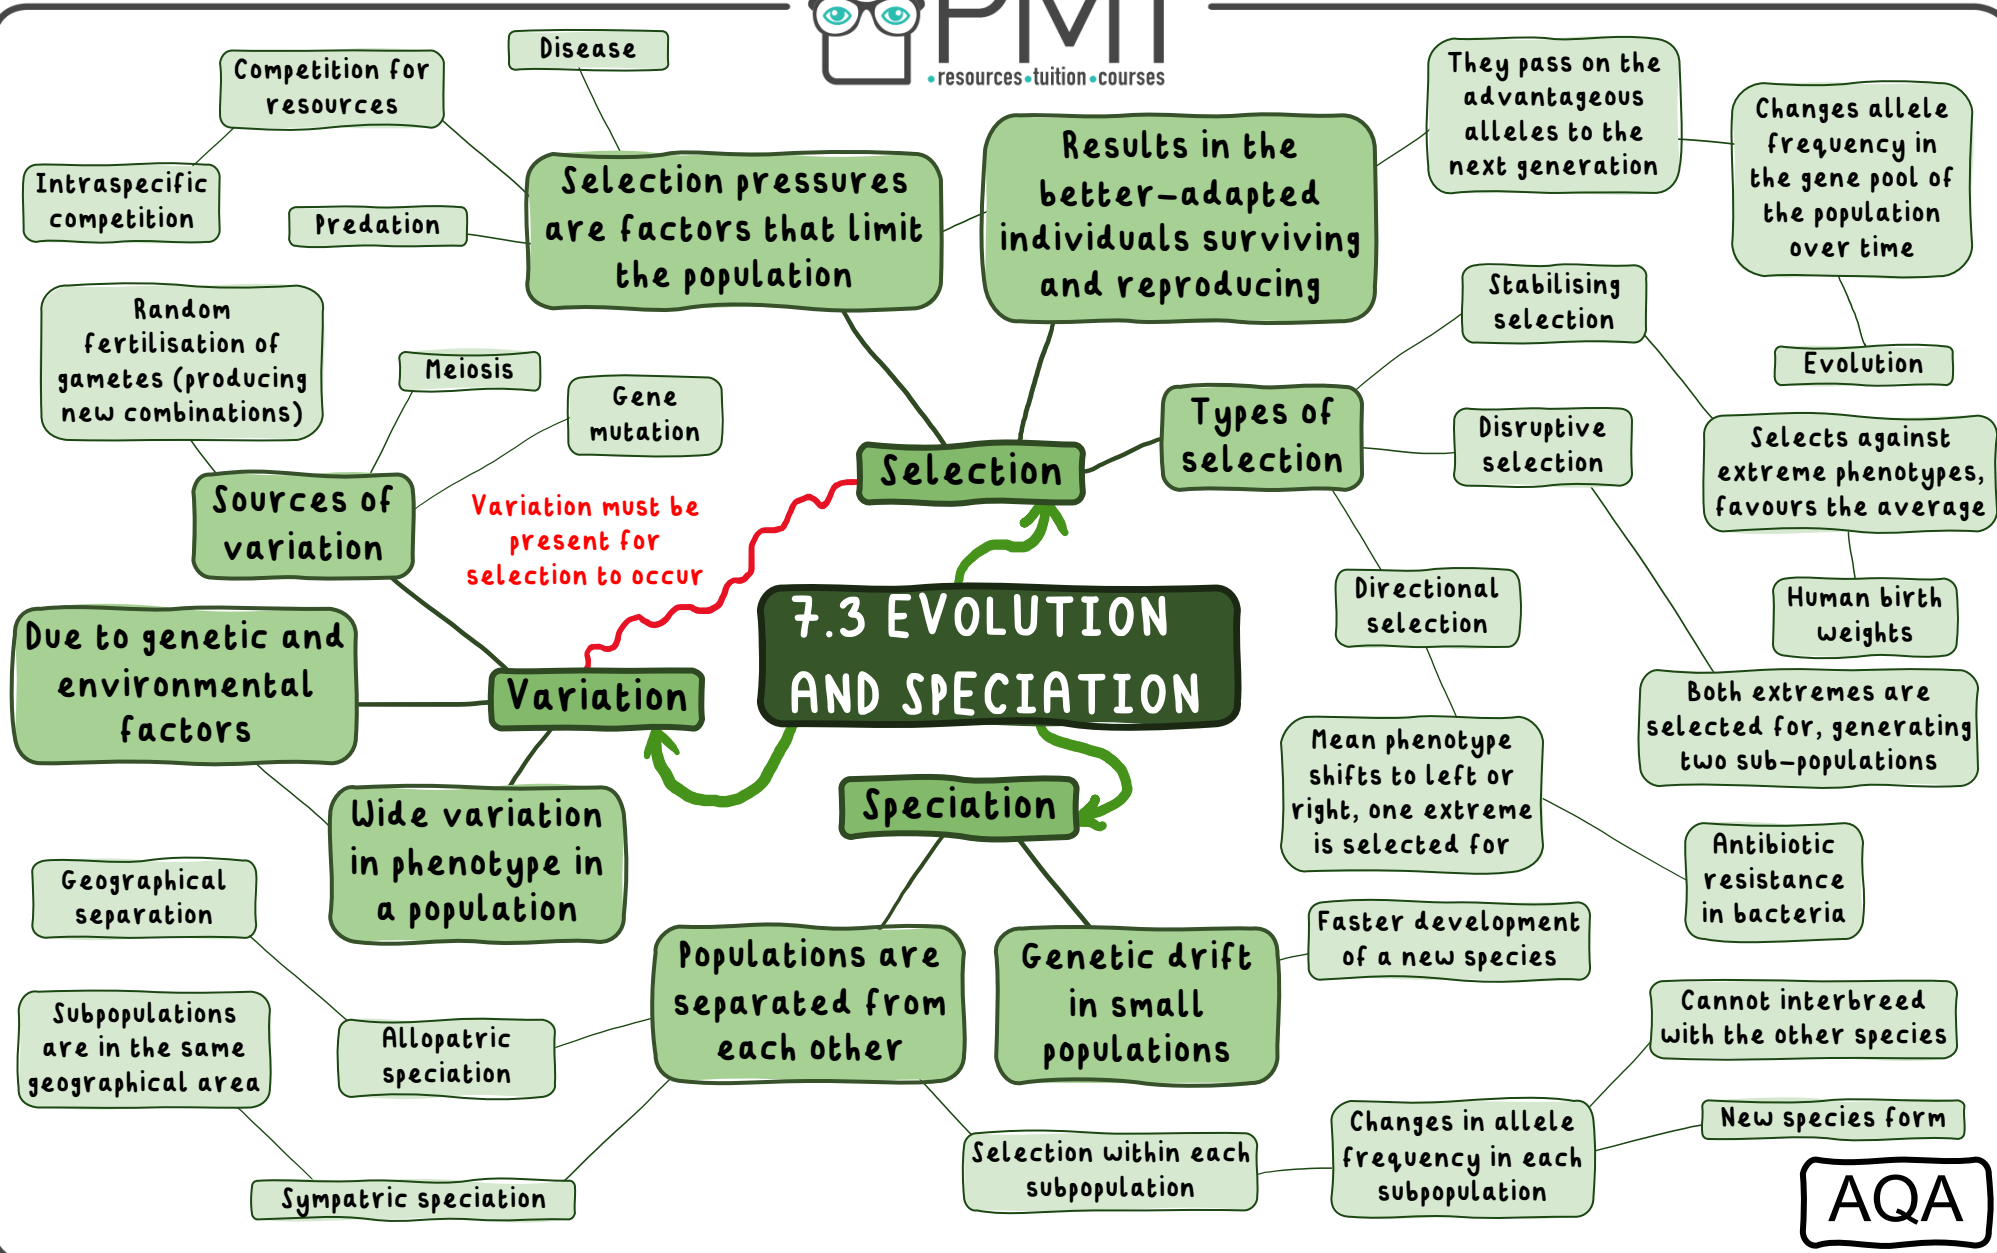 PMT
•resources•tuition•courses
Disease
Competition for
resources
Intraspecific
competition
Predation
Selection pressures
are factors that limit
the population
Results in the
better-adapted
individuals surviving
and reproducing
They pass on the
advantageous
alleles to the
next generation
Changes allele
frequency in
the gene pool of
the population
over time
Evolution
Random
fertilisation of
gametes (producing
new combinations)
Meiosis
Gene
mutation
Sources of
variation
Variation must be
present for
selection to occur
Selection
Types of
selection
Stabilising
selection
Selects against
extreme phenotypes,
favours the average
Human birth
weights
Disruptive
selection
Both extremes are
selected for, generating
two sub-populations
Directional
selection
Mean phenotype
shifts to left or
right, one extreme
is selected for
Antibiotic
resistance
in bacteria
7.3 EVOLUTION
AND SPECIATION
Due to genetic and
environmental
factors
Variation
Wide variation
in phenotype in
a population
Speciation
Geographical
separation
Subpopulations
are in the same
geographical area
Allopatric
speciation
Sympatric speciation
Populations are
separated from
each other
Genetic drift
in small
populations
Faster development
of a new species
Selection within each
subpopulation
Changes in allele
frequency in each
subpopulation
Cannot interbreed
with the other species
New species form
AQA